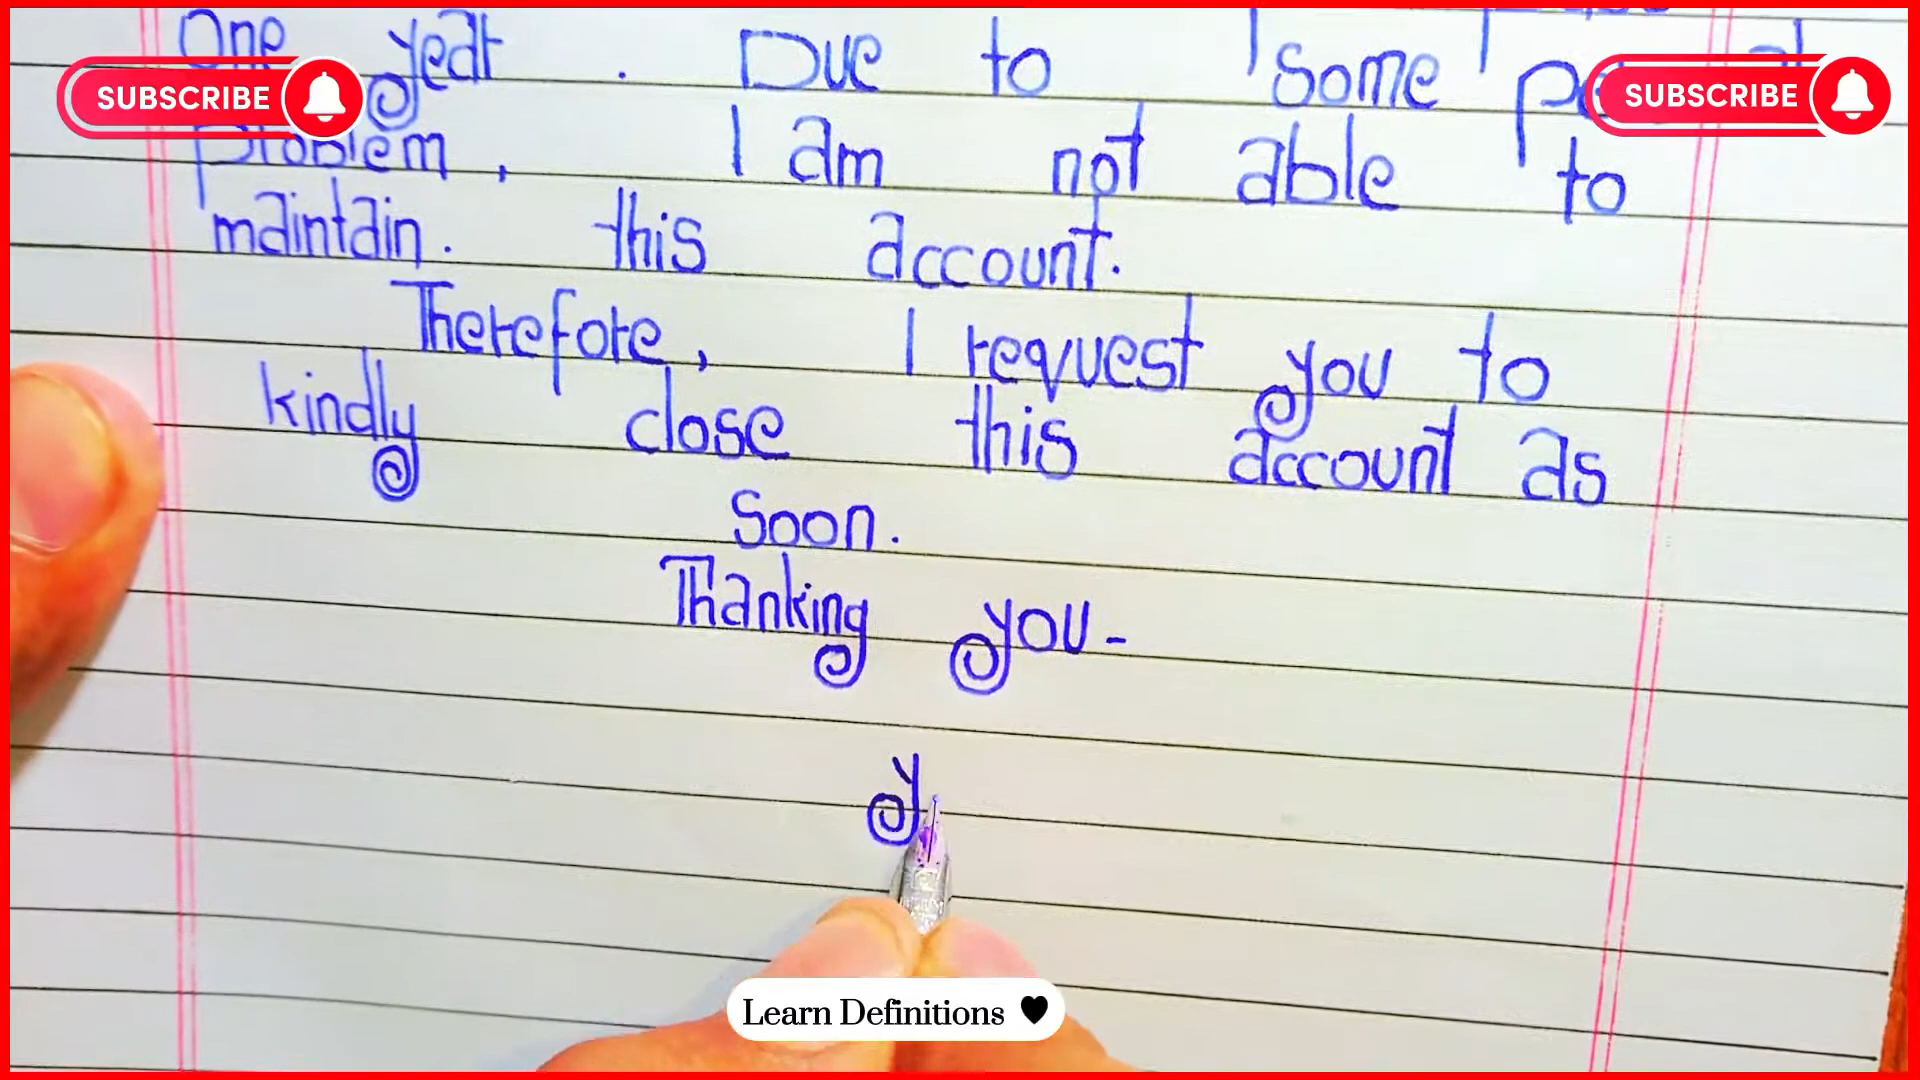 One year. Due to some
SUBSCRIBE SUBSCRIBE
problem, I am not able to
maintain. this account.
Therefore, I request you to
kindly close this account as
Soon.
Thanking you-
y
Learn Definitions